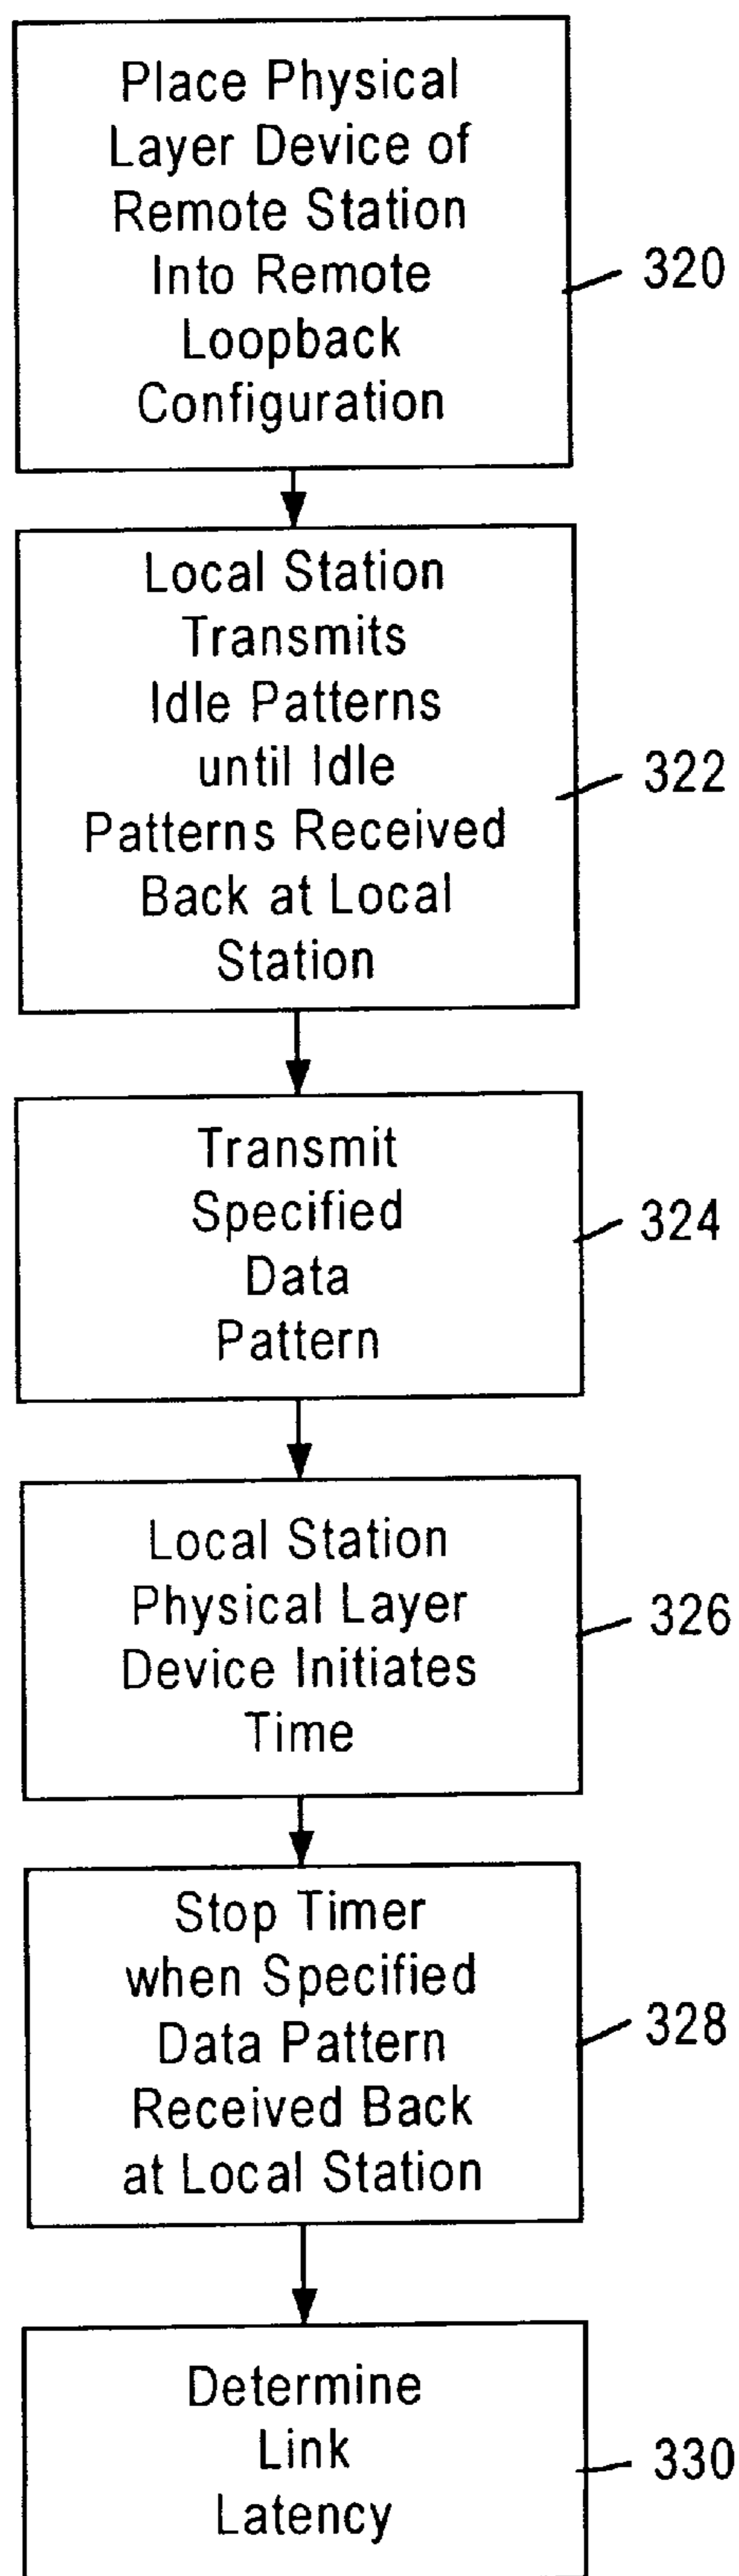 Place Physical
Layer Device of
Remote Station
Into Remote
Loopback
Configuration
320
Local Station
Transmits
Idle Patterns
until Idle
Patterns Received
Back at Local
Station
322
Transmit
Specified
Data
Pattern
324
Local Station
Physical Layer
Device Initiates
Time
326
Stop Timer
when Specified
Data Pattern
Received Back
at Local Station
328
Determine
Link
Latency
330